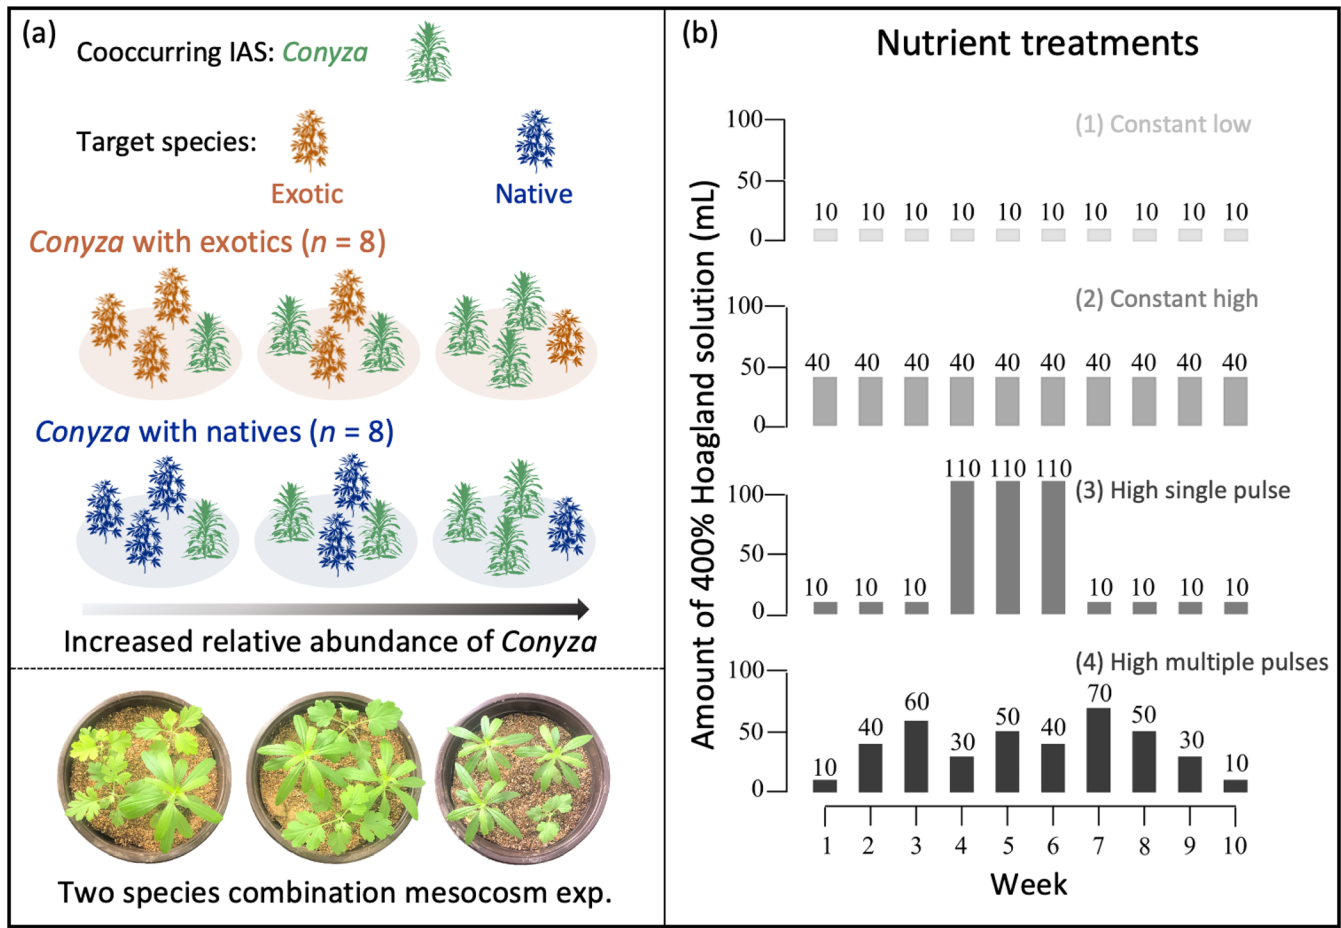 (a)
Cooccurring IAS: Conyza
Target species:
Exotic
Native
Conyza with exotics (n = 8)
Conyza with natives (n = 8)
Increased relative abundance of Conyza
Two species combination mesocosm exp.
(b)
Nutrient treatments
Amount of 400% Hoagland solution (mL)
(1) Constant low
100
50
0
10 10 10 10 10 10 10 10 10 10
(2) Constant high
100
50
0
40 40 40 40 40 40 40 40 40 40
(3) High single pulse
100
50
0
10 10 10 110 110 110 10 10 10 10
(4) High multiple pulses
100
50
0
10 40 60 30 50 40 70 50 30 10
1 2 3 4 5 6 7 8 9 10
Week